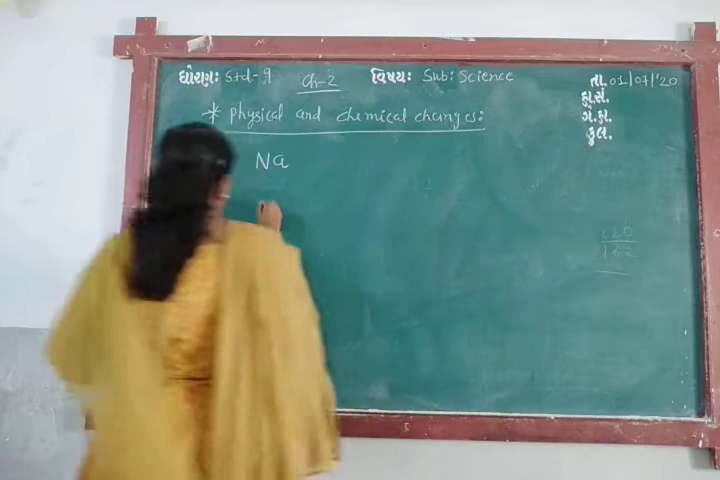 ધોરણઃ Std-9 Ch-2 વિષયઃ Sub: Science તા. 01/07/'20
* Physical and chemical changes:
Na
ક્રા.સં.
ગે.હા.
કુલ.